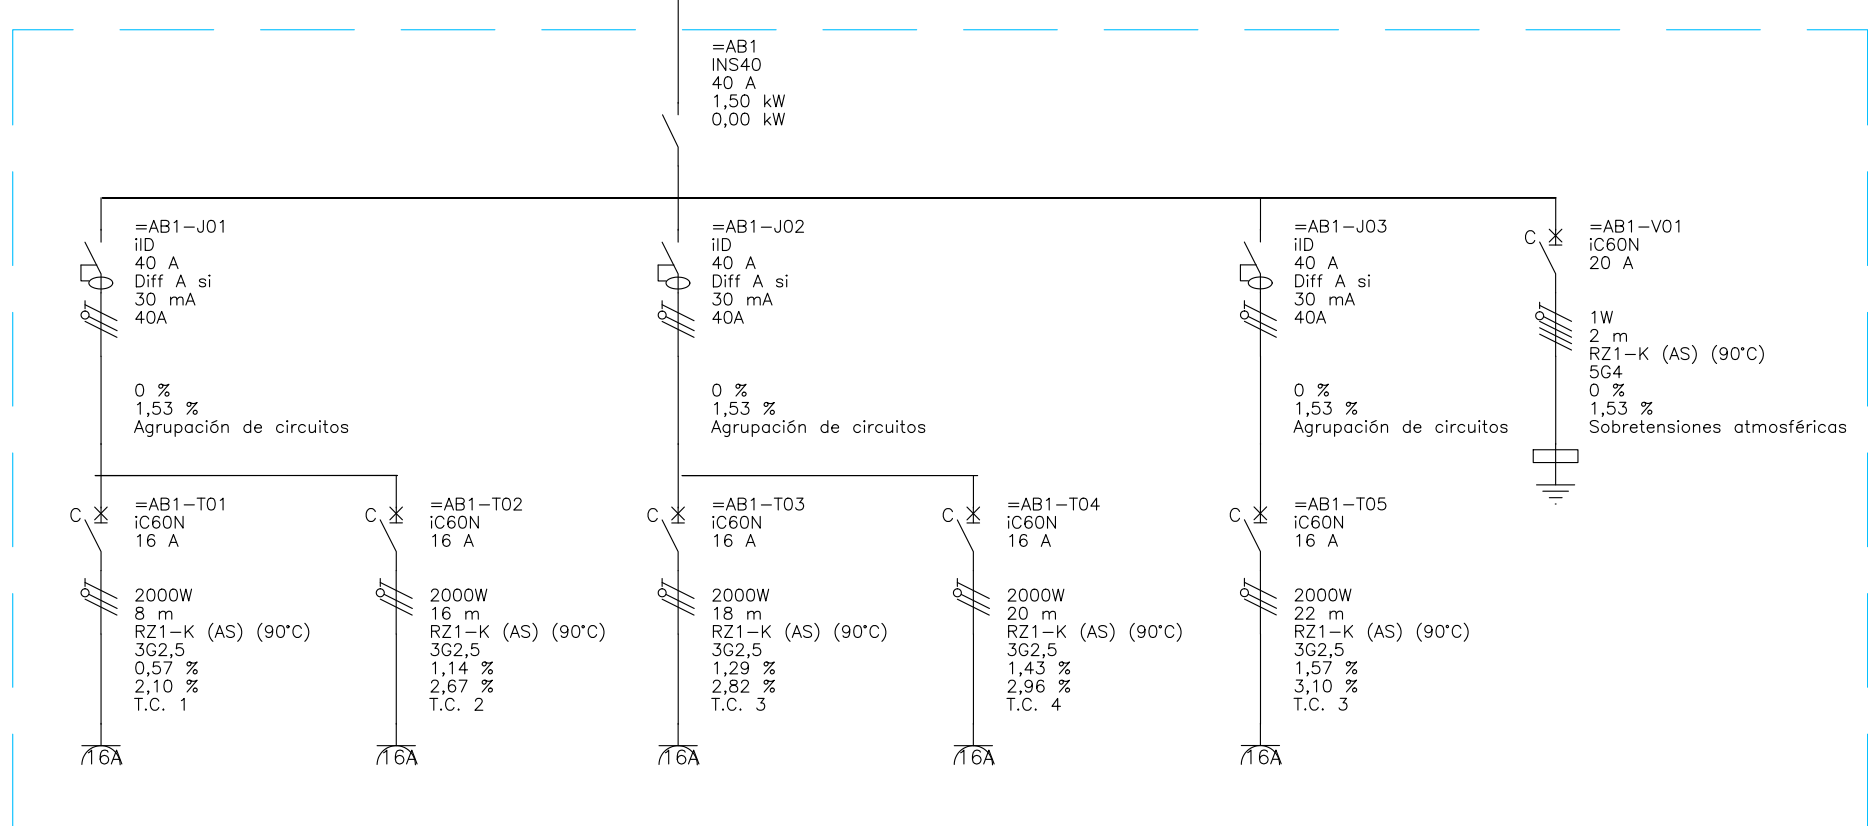 =AB1
INS40
40 A
1,50 kW
0,00 kW
=AB1-J01
iID
40 A
Diff A si
30 mA
40A
0 %
1,53 %
Agrupación de circuitos
=AB1-J02
iID
40 A
Diff A si
30 mA
40A
0 %
1,53 %
Agrupación de circuitos
=AB1-J03
iID
40 A
Diff A si
30 mA
40A
0 %
1,53 %
Agrupación de circuitos
C
=AB1-V01
iC60N
20 A
1W
2 m
RZ1-K (AS) (90°C)
5G4
0 %
1,53 %
Sobretensiones atmosféricas
C
=AB1-T01
iC60N
16 A
2000W
8 m
RZ1-K (AS) (90°C)
3G2,5
0,57 %
2,10 %
T.C. 1
16A
C
=AB1-T02
iC60N
16 A
2000W
16 m
RZ1-K (AS) (90°C)
3G2,5
1,14 %
2,67 %
T.C. 2
16A
C
=AB1-T03
iC60N
16 A
2000W
18 m
RZ1-K (AS) (90°C)
3G2,5
1,29 %
2,82 %
T.C. 3
16A
C
=AB1-T04
iC60N
16 A
2000W
20 m
RZ1-K (AS) (90°C)
3G2,5
1,43 %
2,96 %
T.C. 4
16A
C
=AB1-T05
iC60N
16 A
2000W
22 m
RZ1-K (AS) (90°C)
3G2,5
1,57 %
3,10 %
T.C. 3
16A